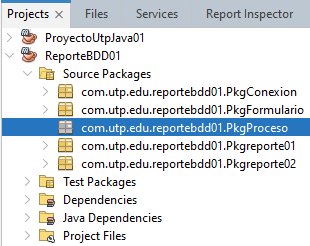 Projects × Files Services Report Inspector
ProyectoUtpJava01
ReporteBDD01
Source Packages
com.utp.edu.reportebdd01.PkgConexion
com.utp.edu.reportebdd01.PkgFormulario
com.utp.edu.reportebdd01.PkgProceso
com.utp.edu.reportebdd01.Pkgreporte01
com.utp.edu.reportebdd01.Pkgreporte02
Test Packages
Dependencies
Java Dependencies
Project Files